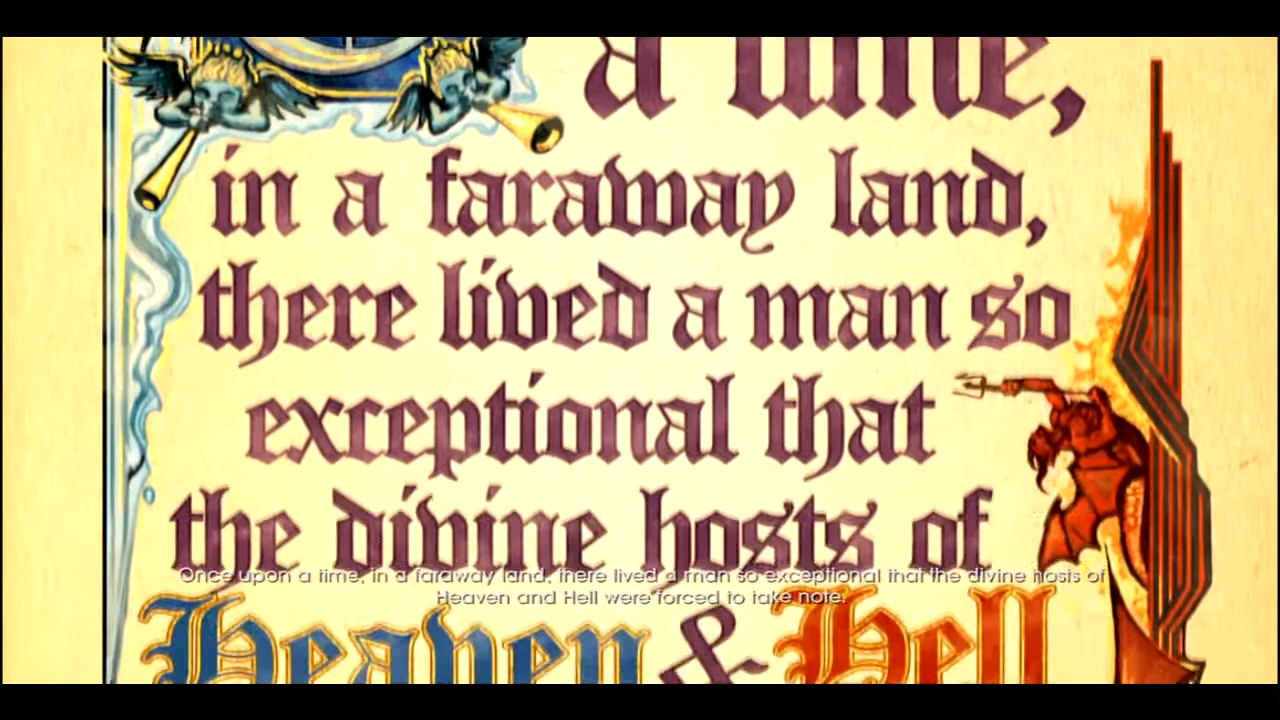 a time,
in a faraway land,
there lived a man so
exceptional that
the divine hosts of
Once upon a time, in a faraway land, there lived a man so exceptional that the divine hosts of
Heaven and Hell were forced to take note.
Heaven & Hell